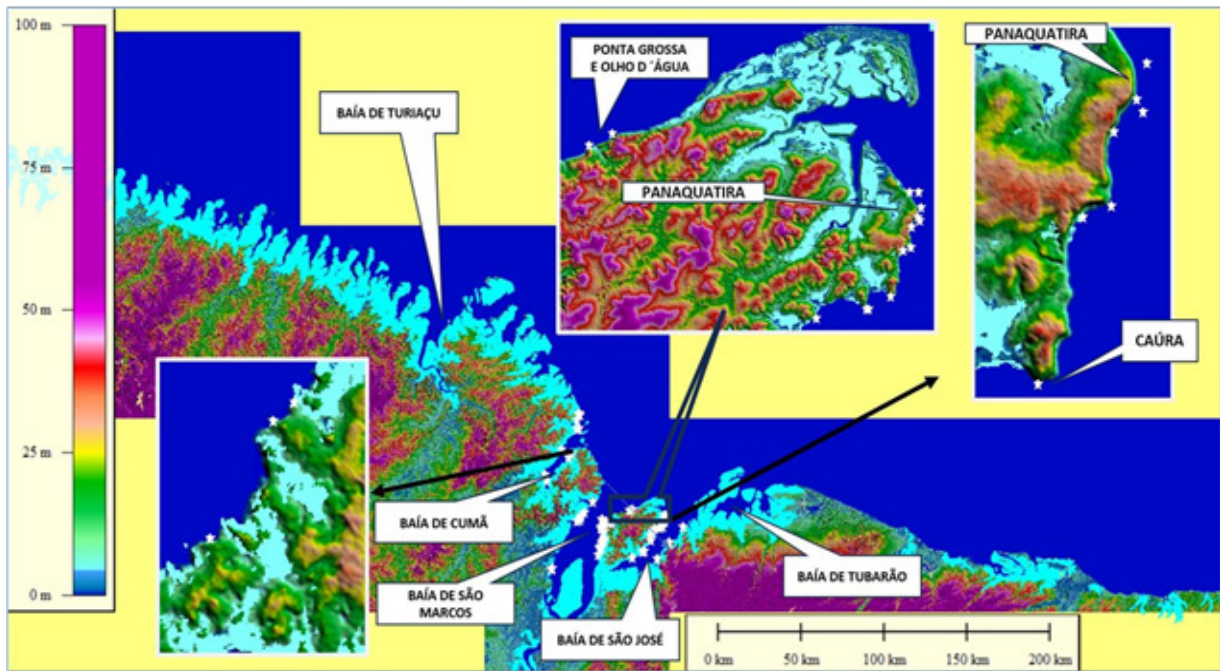 100 m
75 m
50 m
25 m
0 m
BAÍA DE TURIAÇU
PONTA GROSSA
E OLHO D ´ÁGUA
PANAQUATIRA
PANAQUATIRA
CAÚRA
BAÍA DE CUMÃ
BAÍA DE SÃO
MARCOS
BAÍA DE SÃO JOSÉ
BAÍA DE TUBARÃO
0 km 50 km 100 km 150 km 200 km